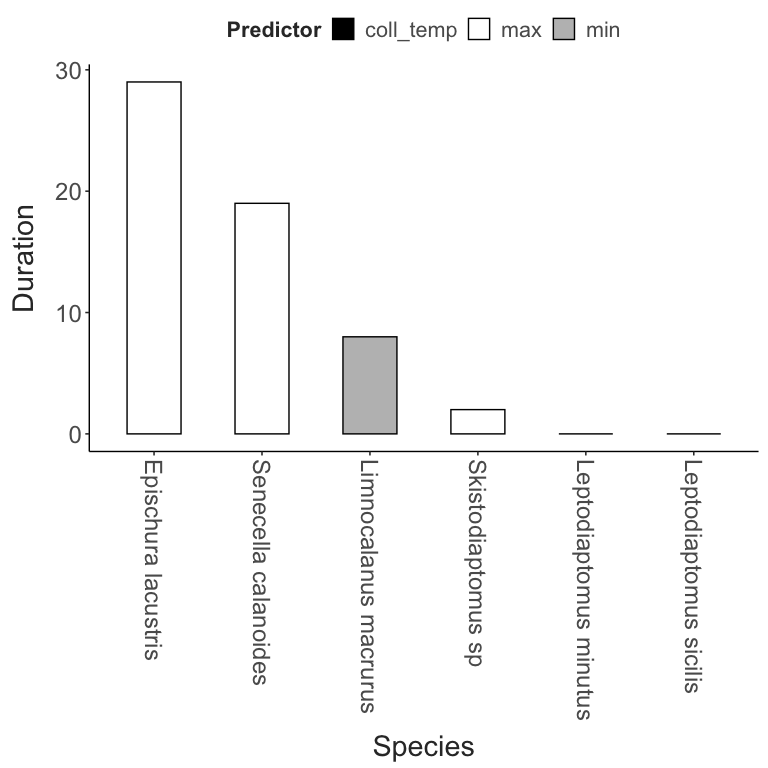 Predictor coll_temp max min
Duration
30
20
10
0
Epischura lacustris
Senecella calanoides
Limnocalanus macrurus
Skistodiaptomus sp
Leptodiaptomus minutus
Leptodiaptomus sicilis
Species